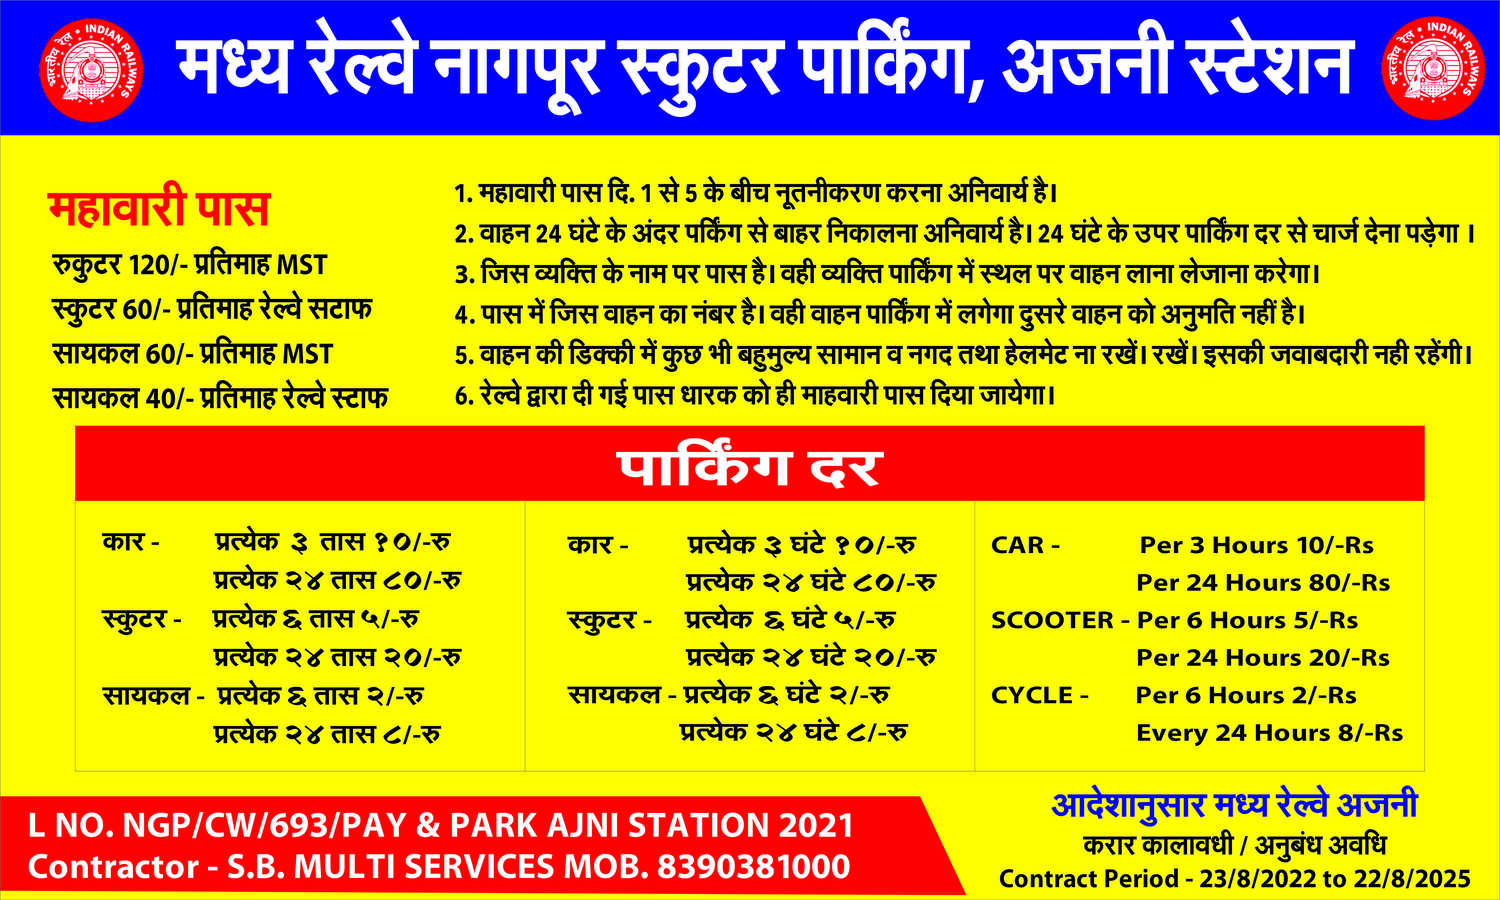 भारतीय रेल • INDIAN RAILWAYS
मध्य रेल्वे नागपूर स्कुटर पार्किंग, अजनी स्टेशन
भारतीय रेल • INDIAN RAILWAYS
महावारी पास
रुकुटर 120/- प्रतिमाह MST
स्कुटर 60/- प्रतिमाह रेल्वे सटाफ
सायकल 60/- प्रतिमाह MST
सायकल 40/- प्रतिमाह रेल्वे स्टाफ
1. महावारी पास दि. 1 से 5 के बीच नूतनीकरण करना अनिवार्य है।
2. वाहन 24 घंटे के अंदर पर्किंग से बाहर निकालना अनिवार्य है। 24 घंटे के उपर पार्किंग दर से चार्ज देना पड़ेगा ।
3. जिस व्यक्ति के नाम पर पास है। वही व्यक्ति पार्किंग में स्थल पर वाहन लाना लेजाना करेगा।
4. पास में जिस वाहन का नंबर है। वही वाहन पार्किंग में लगेगा दुसरे वाहन को अनुमति नहीं है।
5. वाहन की डिक्की में कुछ भी बहुमुल्य सामान व नगद तथा हेलमेट ना रखें। रखें। इसकी जवाबदारी नही रहेंगी।
6. रेल्वे द्वारा दी गई पास धारक को ही माहवारी पास दिया जायेगा।
पार्किंग दर
कार - प्रत्येक ३ तास १०/-रु
प्रत्येक २४ तास ८०/-रु
स्कुटर - प्रत्येक ६ तास ५/-रु
प्रत्येक २४ तास २०/-रु
सायकल - प्रत्येक ६ तास २/-रु
प्रत्येक २४ तास ८/-रु
कार - प्रत्येक ३ घंटे १०/-रु
प्रत्येक २४ घंटे ८०/-रु
स्कुटर - प्रत्येक ६ घंटे ५/-रु
प्रत्येक २४ घंटे २०/-रु
सायकल - प्रत्येक ६ घंटे २/-रु
प्रत्येक २४ घंटे ८/-रु
CAR - Per 3 Hours 10/-Rs
Per 24 Hours 80/-Rs
SCOOTER - Per 6 Hours 5/-Rs
Per 24 Hours 20/-Rs
CYCLE - Per 6 Hours 2/-Rs
Every 24 Hours 8/-Rs
L NO. NGP/CW/693/PAY & PARK AJNI STATION 2021
Contractor - S.B. MULTI SERVICES MOB. 8390381000
आदेशानुसार मध्य रेल्वे अजनी
करार कालावधी / अनुबंध अवधि
Contract Period - 23/8/2022 to 22/8/2025